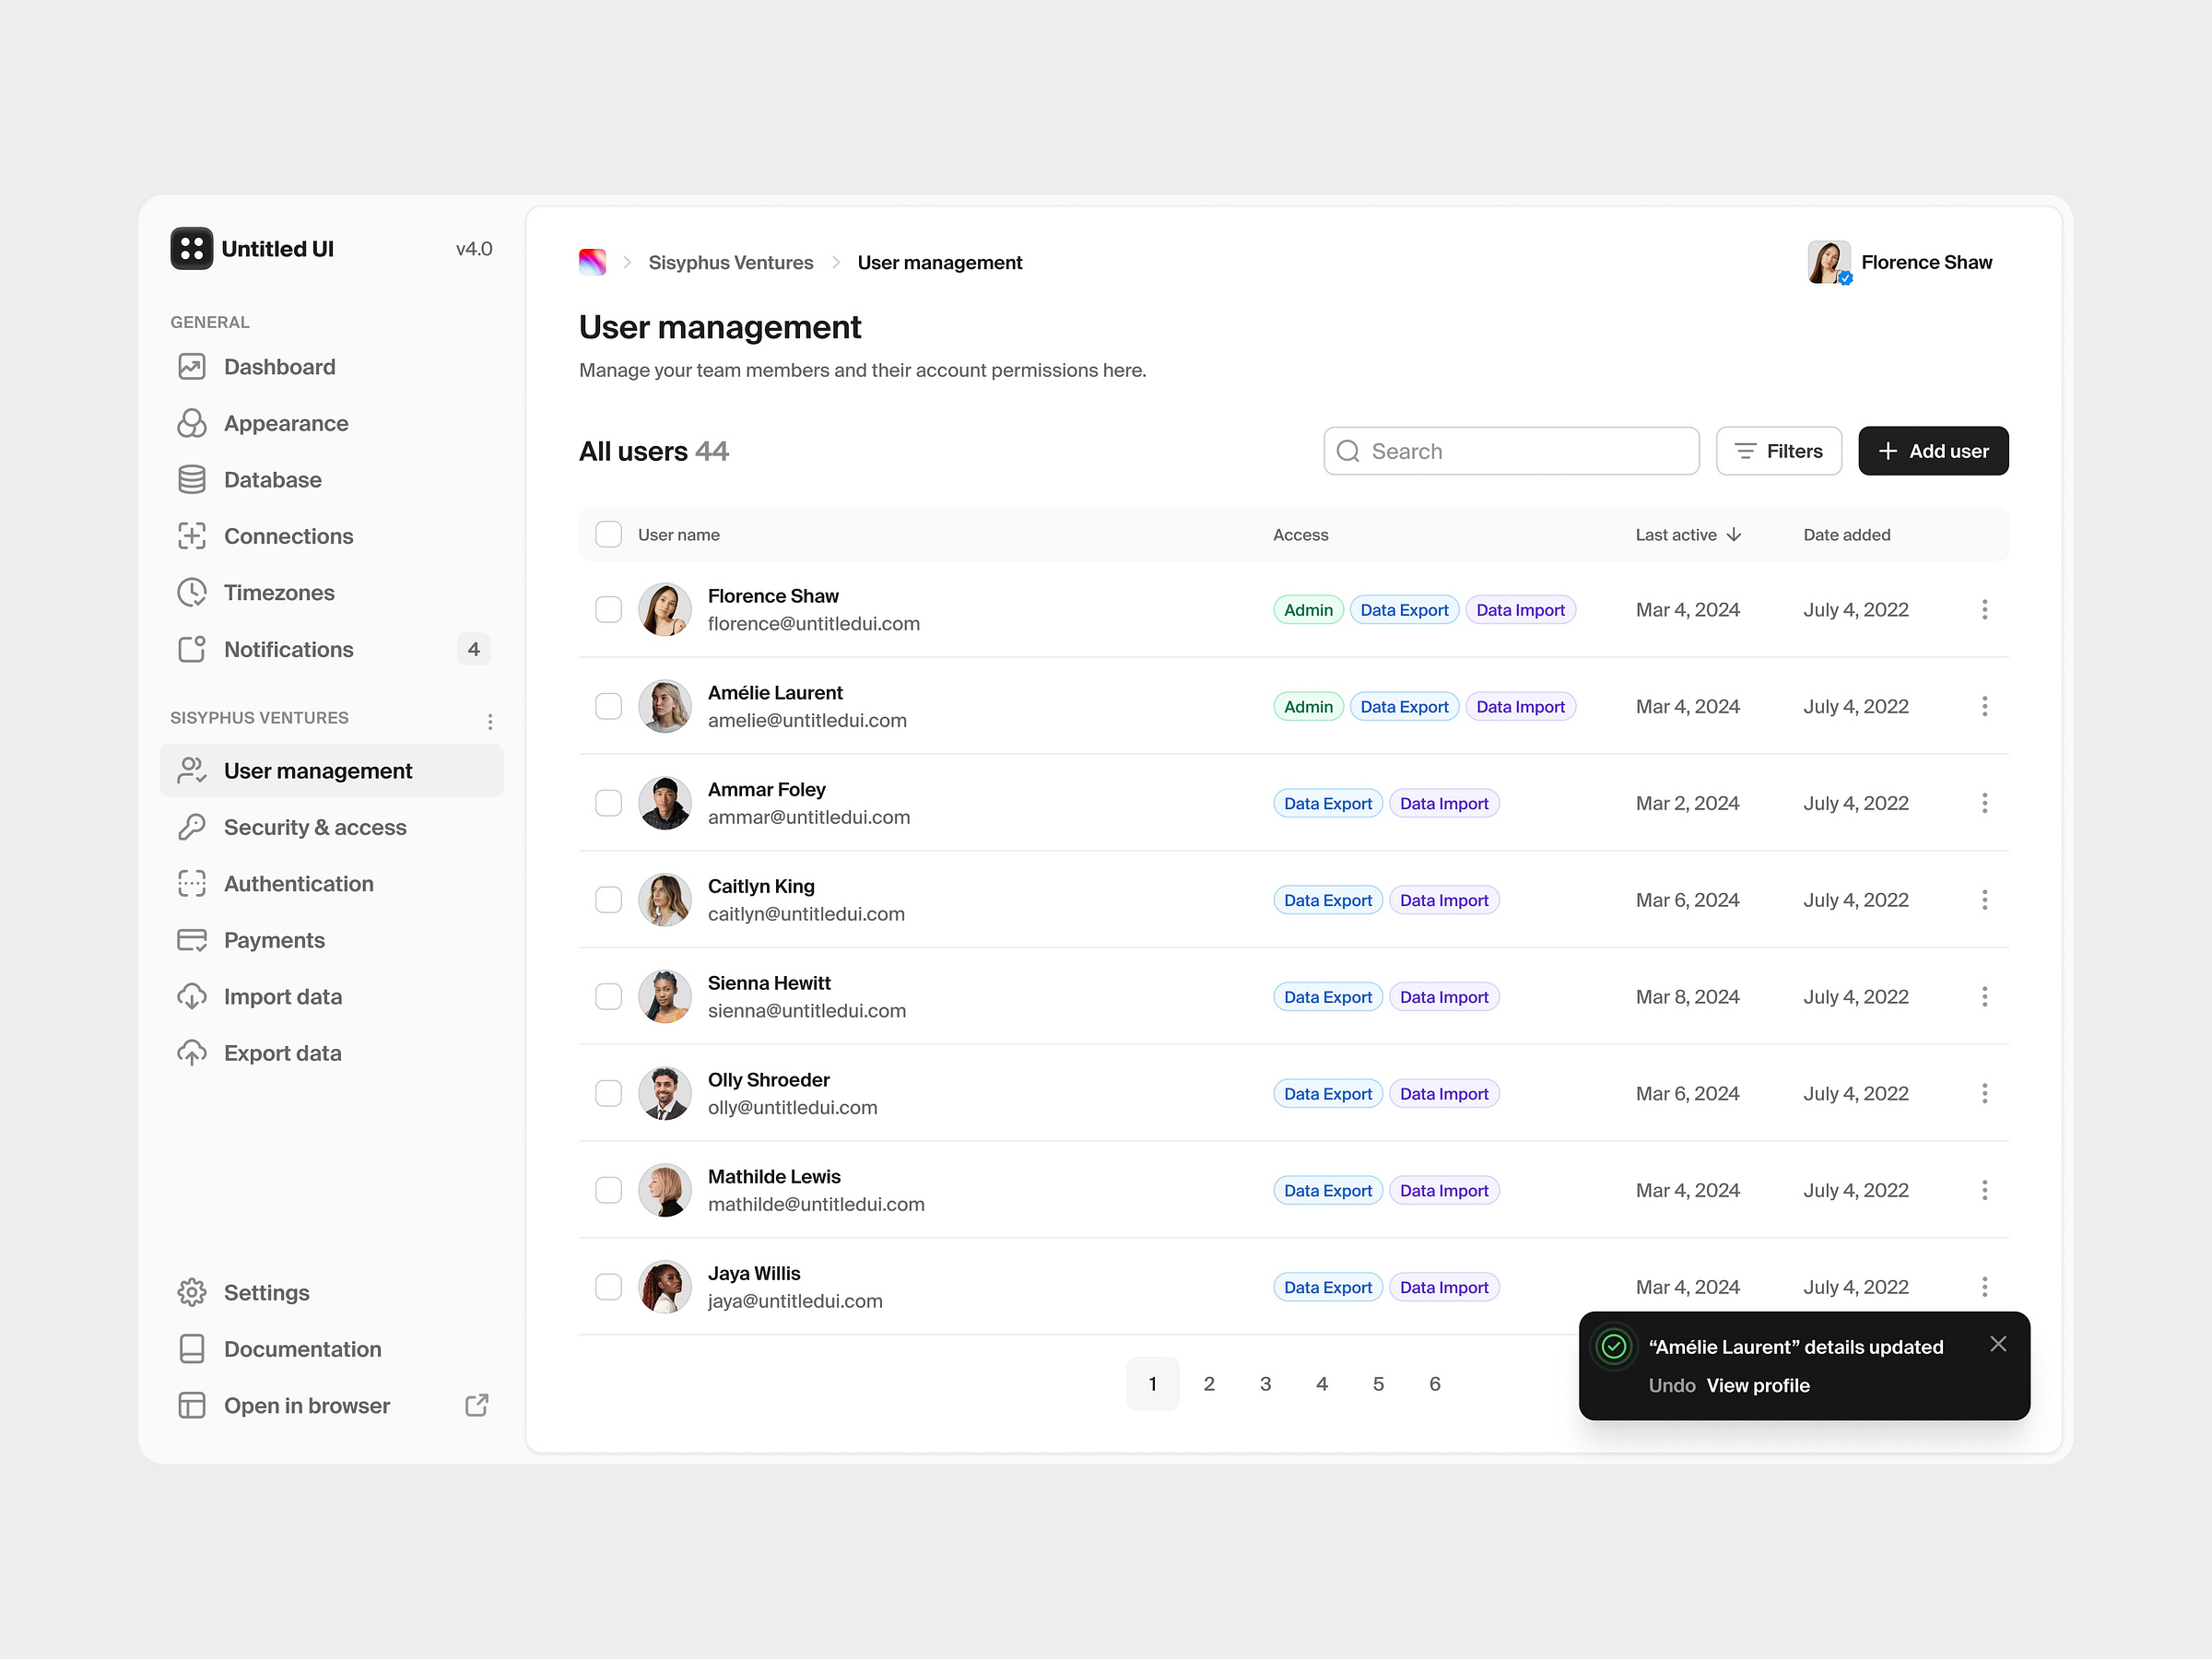 Untitled UI
v4.0
GENERAL
Dashboard
Appearance
Database
Connections
Timezones
Notifications
4
SISYPHUS VENTURES
User management
Security & access
Authentication
Payments
Import data
Export data
Settings
Documentation
Open in browser
Sisyphus Ventures
User management
Florence Shaw
User management
Manage your team members and their account permissions here.
All users 44
Search
Filters
Add user
User name
Access
Last active
Date added
Florence Shaw
florence@untitledui.com
Admin
Data Export
Data Import
Mar 4, 2024
July 4, 2022
Amélie Laurent
amelie@untitledui.com
Admin
Data Export
Data Import
Mar 4, 2024
July 4, 2022
Ammar Foley
ammar@untitledui.com
Data Export
Data Import
Mar 2, 2024
July 4, 2022
Caitlyn King
caitlyn@untitledui.com
Data Export
Data Import
Mar 6, 2024
July 4, 2022
Sienna Hewitt
sienna@untitledui.com
Data Export
Data Import
Mar 8, 2024
July 4, 2022
Olly Shroeder
olly@untitledui.com
Data Export
Data Import
Mar 6, 2024
July 4, 2022
Mathilde Lewis
mathilde@untitledui.com
Data Export
Data Import
Mar 4, 2024
July 4, 2022
Jaya Willis
jaya@untitledui.com
Data Export
Data Import
Mar 4, 2024
July 4, 2022
1 2 3 4 5 6
“Amélie Laurent” details updated
Undo View profile